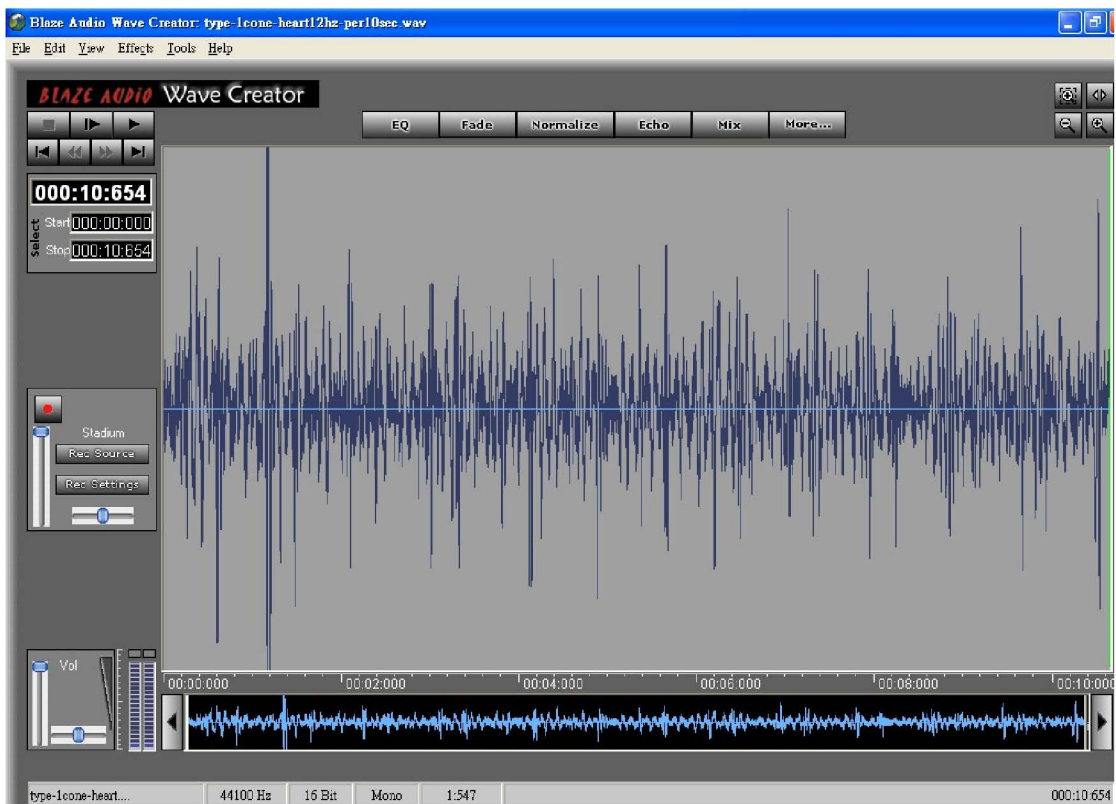 Blaze Audio Wave Creator: type-1cone-heart12hz-per10sec.wav
File Edit View Effects Tools Help
BLAZE AUDIO Wave Creator
EQ Fade Normalize Echo Mix More...
000:10:654
select
Start 000:00:000
Stop 000:10:654
Stadium
Rec Source
Rec Settings
Vol
00:00:000 00:02:000 00:04:000 00:06:000 00:08:000 00:10:000
type-1cone-heart.... 44100 Hz 16 Bit Mono 1:547 000:10:654